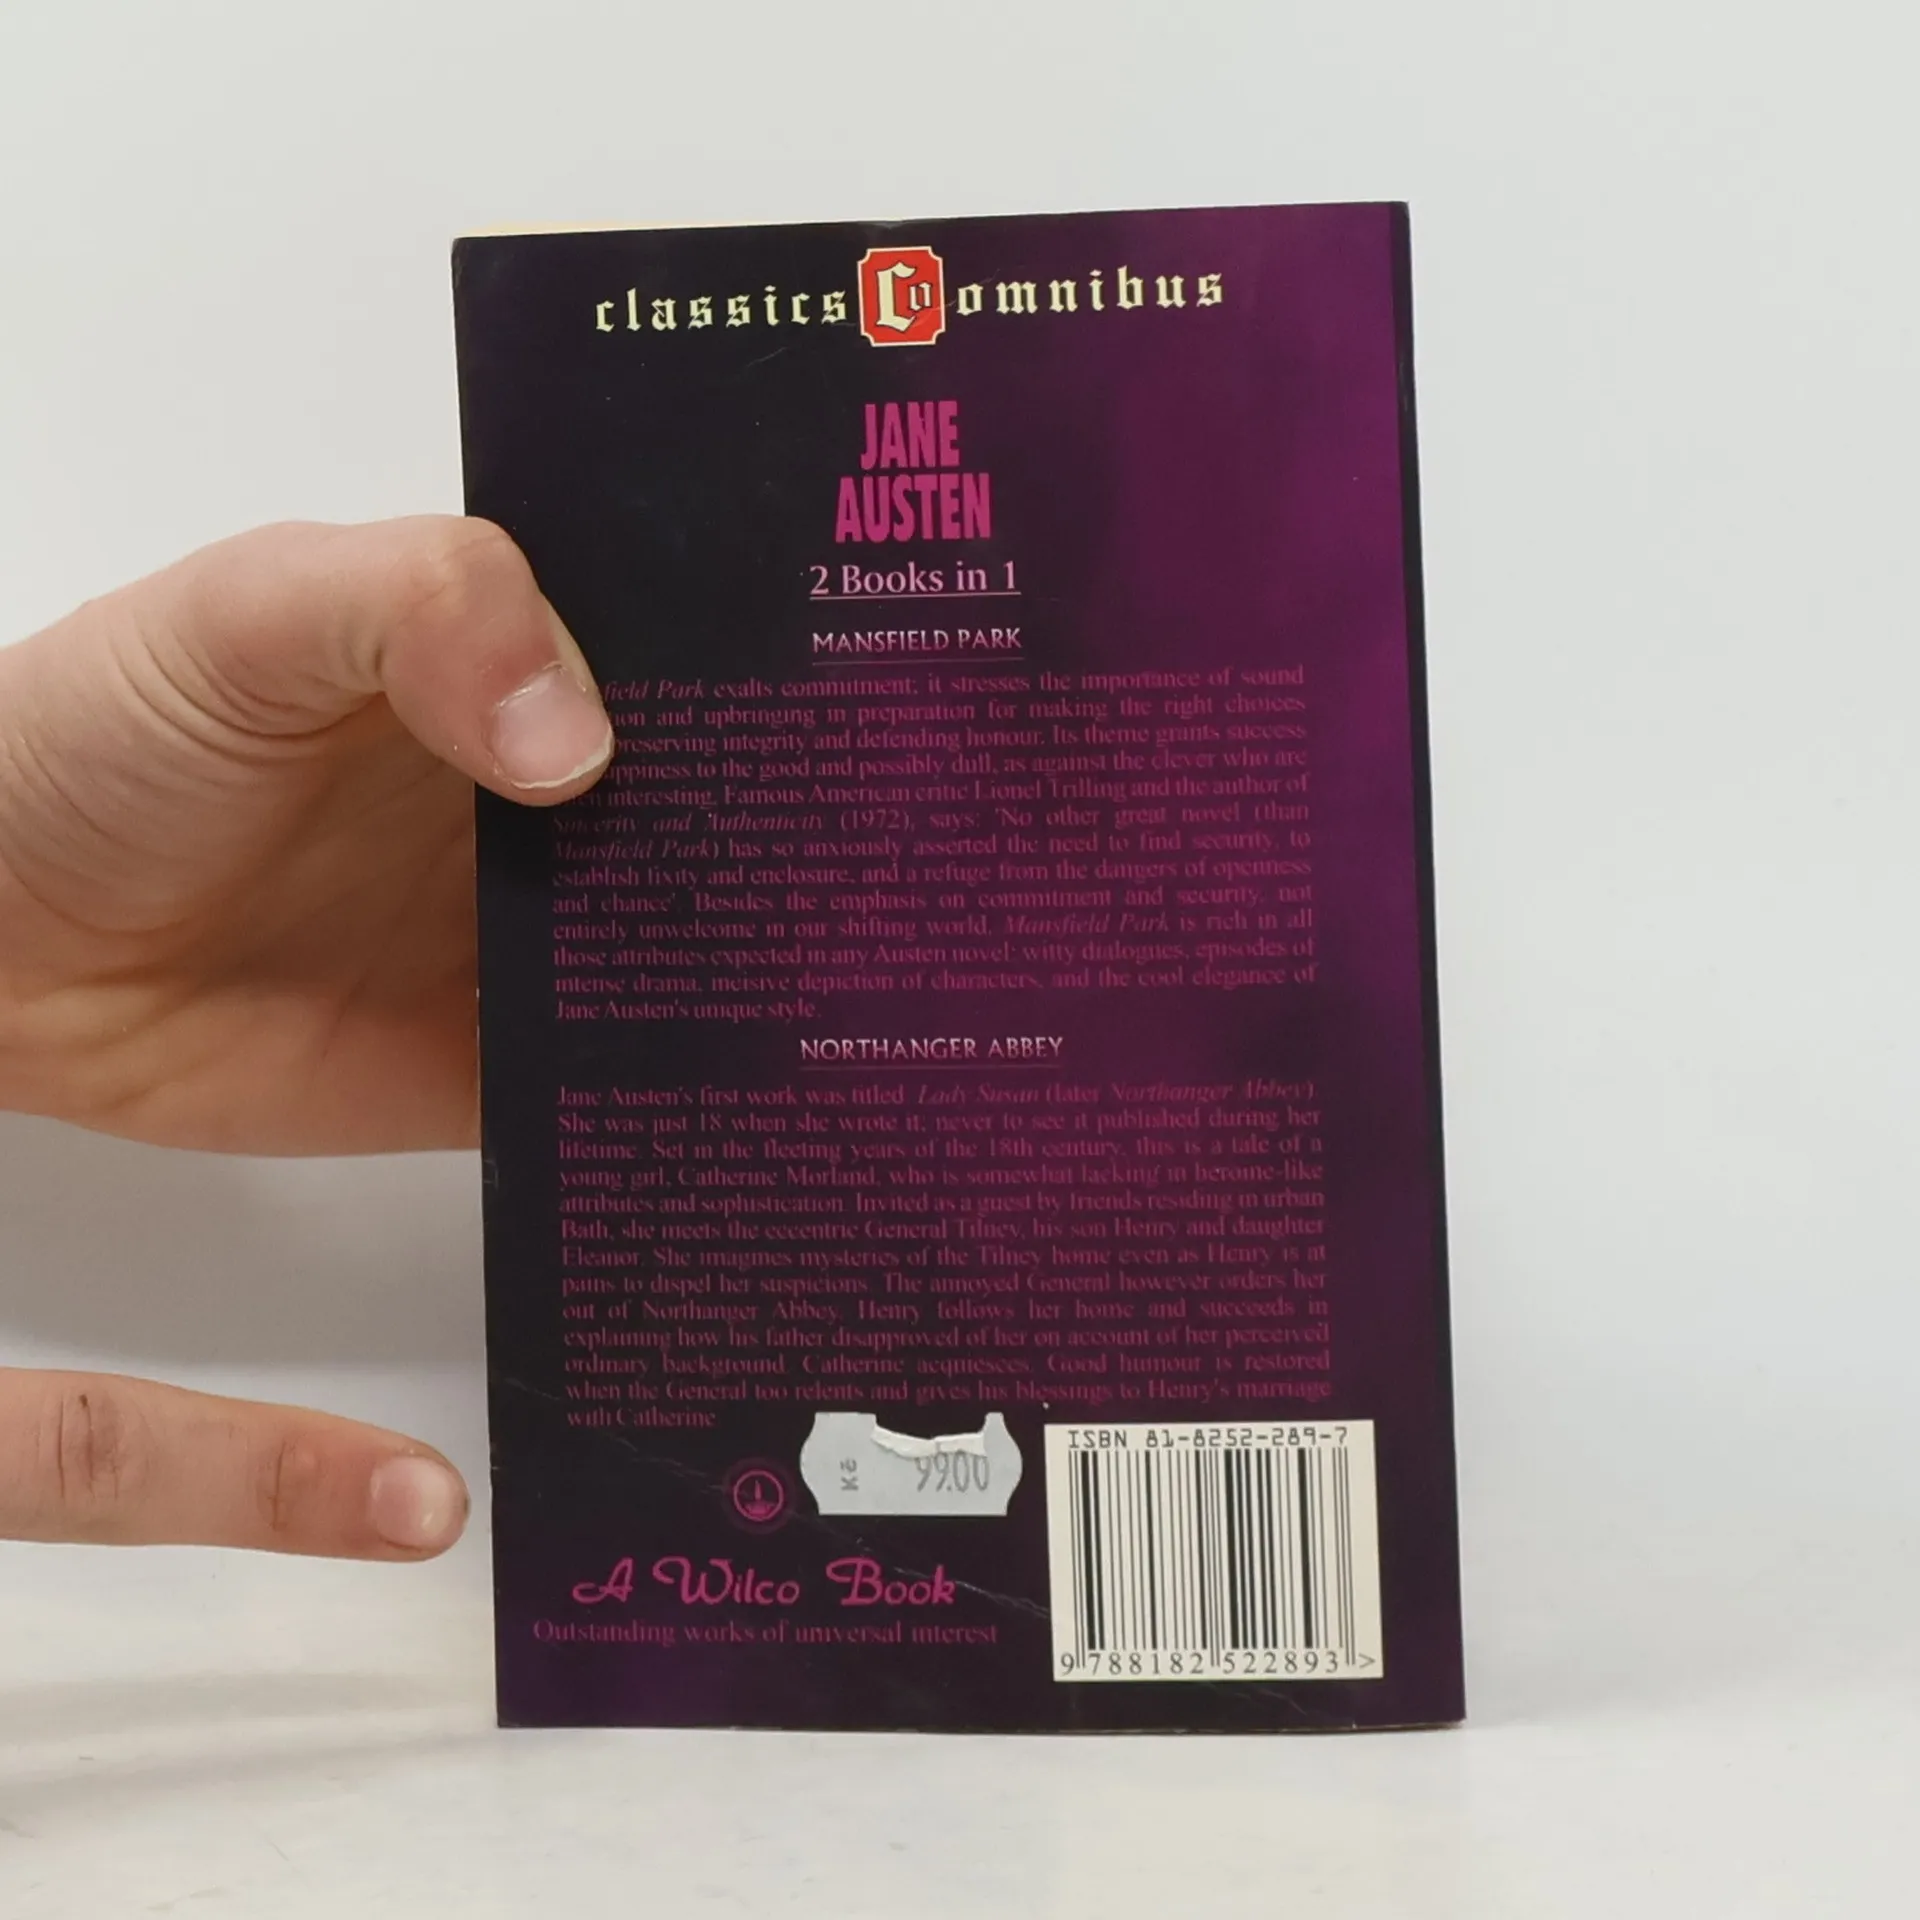 classics Co omnibus
JANE
AUSTEN
2 Books in 1
MANSFIELD PARK
field Park exalts commitment; it stresses the importance of sound
ion and upbringing in preparation for making the right choices
preserving integrity and defending honour. Its theme grants success
appiness to the good and possibly dull, as against the clever who are
interesting. Famous American critic Lionel Trilling and the author of
Sincerity and Authenticity (1972), says: 'No other great novel (than
Mansfield Park) has so anxiously asserted the need to find security, to
establish fixity and enclosure, and a refuge from the dangers of openness
and chance'. Besides the emphasis on commitment and security, not
entirely unwelcome in our shifting world, Mansfield Park is rich in all
those attributes expected in any Austen novel: witty dialogues, episodes of
intense drama, incisive depiction of characters, and the cool elegance of
Jane Austen's unique style.
NORTHANGER ABBEY
Jane Austen's first work was titled Lady Susan (later Northanger Abbey).
She was just 18 when she wrote it; never to see it published during her
lifetime. Set in the fleeting years of the 18th century, this is a tale of a
young girl, Catherine Morland, who is somewhat lacking in heroine-like
attributes and sophistication. Invited as a guest by friends residing in urban
Bath, she meets the eccentric General Tilney, his son Henry and daughter
Eleanor. She imagines mysteries of the Tilney home even as Henry is at
pains to dispel her suspicions. The annoyed General however orders her
out of Northanger Abbey. Henry follows her home and succeeds in
explaining how his father disapproved of her on account of her perceived
ordinary background. Catherine acquiesces. Good humour is restored
when the General too relents and gives his blessings to Henry's marriage
with Catherine
Kč 99.00
ISBN 81-8252-289-7
A Wilco Book
Outstanding works of universal interest
9 788182 522893 >